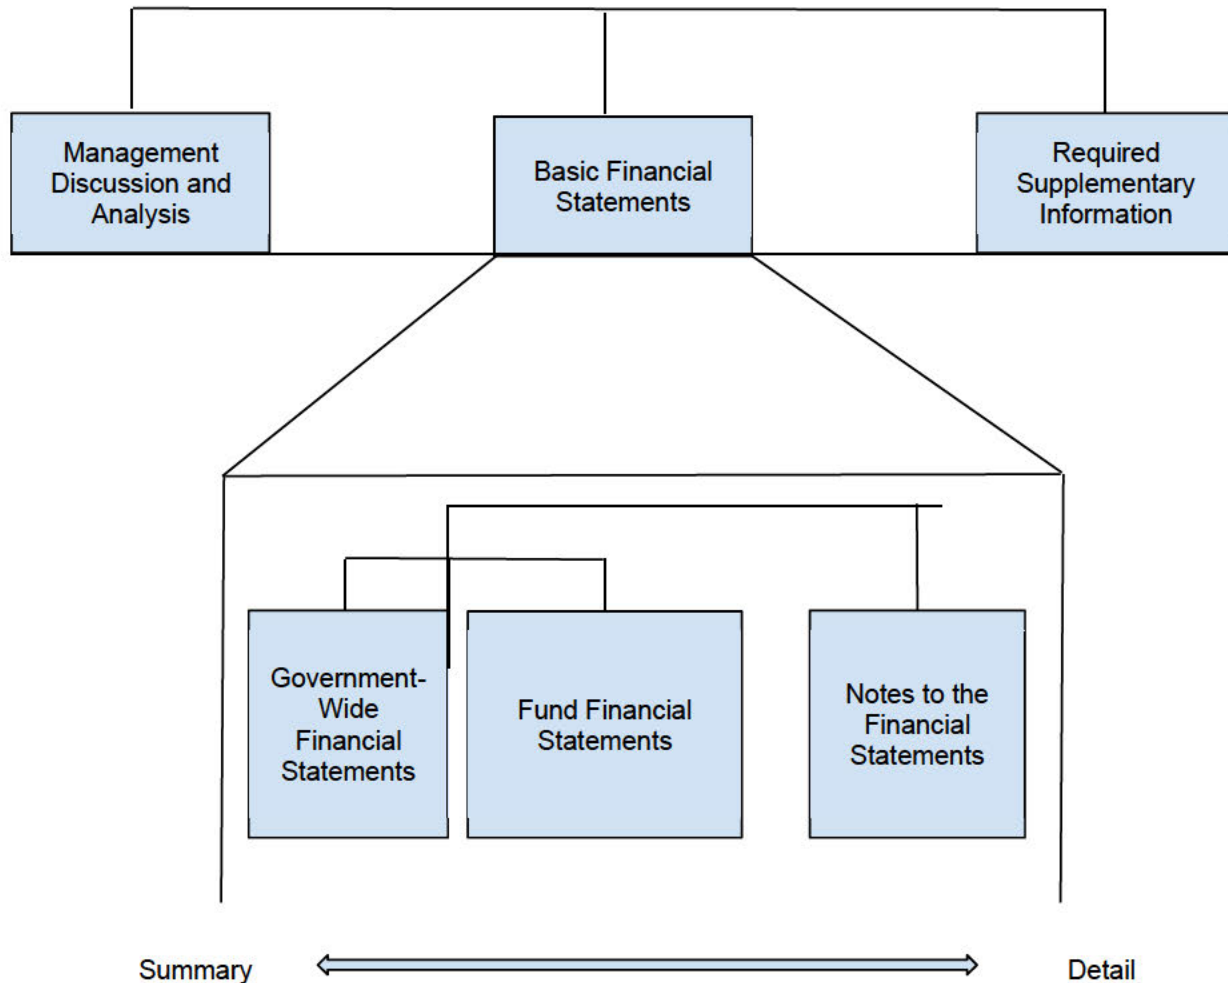 Management
Discussion and
Analysis
Basic Financial
Statements
Required
Supplementary
Information
Government-
Wide
Financial
Statements
Fund Financial
Statements
Notes to the
Financial
Statements
Summary
Detail